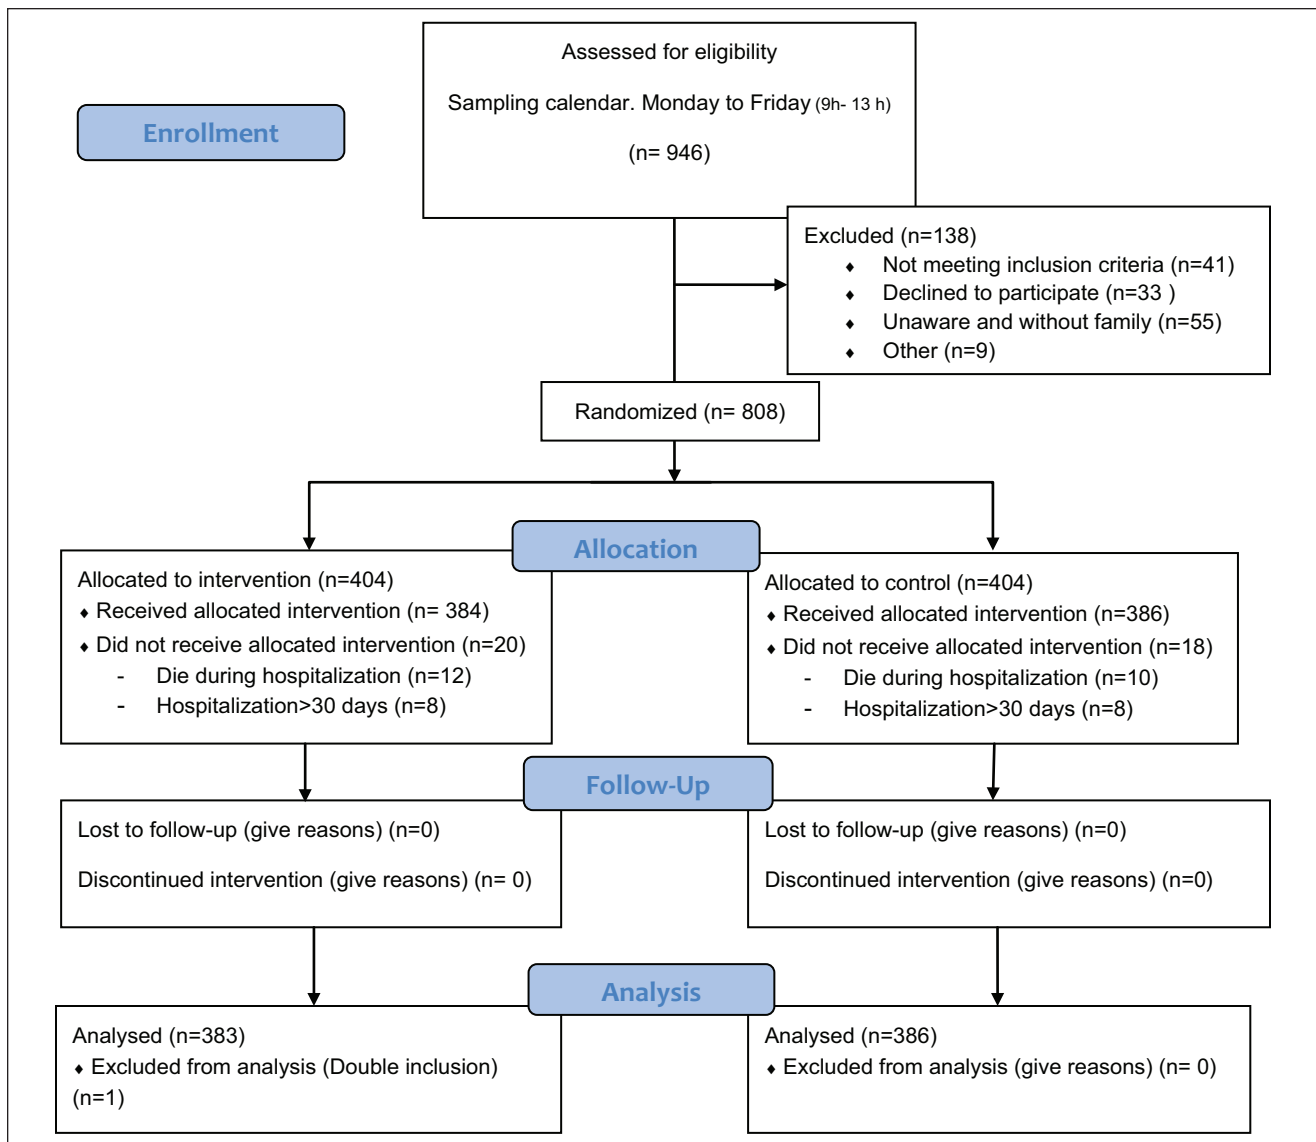 Assessed for eligibility
Sampling calendar. Monday to Friday (9h- 13 h)
(n= 946)
Enrollment
Excluded (n=138)
♦ Not meeting inclusion criteria (n=41)
♦ Declined to participate (n=33 )
♦ Unaware and without family (n=55)
♦ Other (n=9)
Randomized (n= 808)
Allocation
Allocated to intervention (n=404)
♦ Received allocated intervention (n= 384)
♦ Did not receive allocated intervention (n=20)
- Die during hospitalization (n=12)
- Hospitalization>30 days (n=8)
Allocated to control (n=404)
♦ Received allocated intervention (n=386)
♦ Did not receive allocated intervention (n=18)
- Die during hospitalization (n=10)
- Hospitalization>30 days (n=8)
Follow-Up
Lost to follow-up (give reasons) (n=0)
Discontinued intervention (give reasons) (n= 0)
Lost to follow-up (give reasons) (n=0)
Discontinued intervention (give reasons) (n=0)
Analysis
Analysed (n=383)
♦ Excluded from analysis (Double inclusion)
(n=1)
Analysed (n=386)
♦ Excluded from analysis (give reasons) (n= 0)